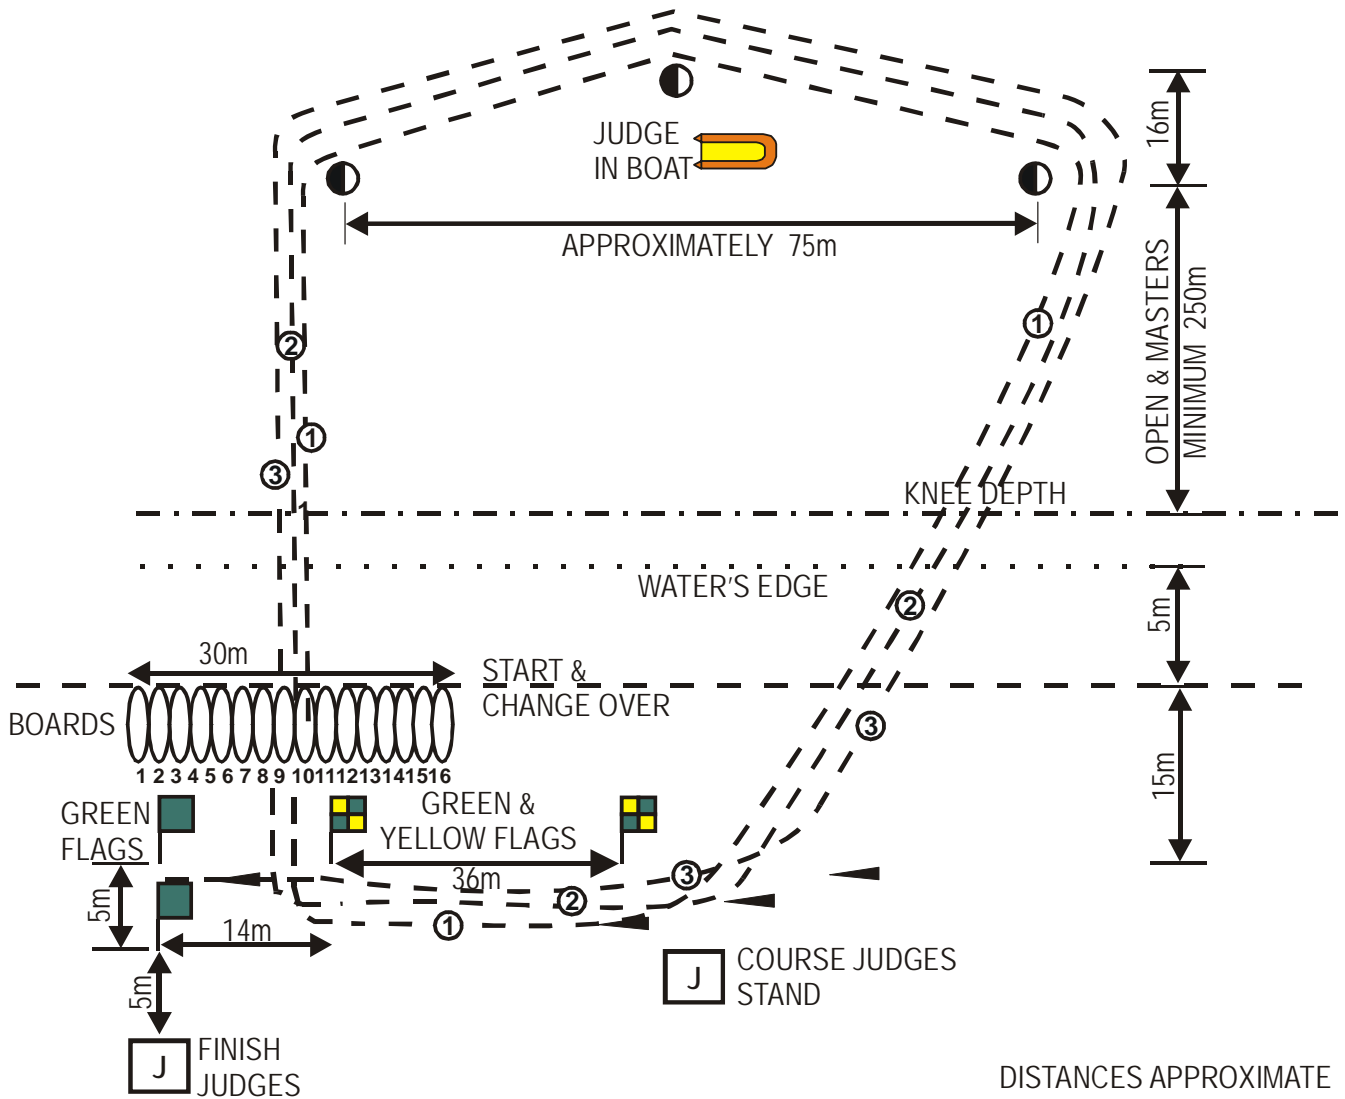 JUDGE
IN BOAT
16m
APPROXIMATELY 75m
OPEN & MASTERS
MINIMUM 250m
1
2
1
3
1
KNEE DEPTH
WATER'S EDGE
2
5m
30m
START &
CHANGE OVER
BOARDS
3
1 2 3 4 5 6 7 8 9 10 11 12 13 14 15 16
15m
GREEN
FLAGS
GREEN &
YELLOW FLAGS
36m
3
2
1
5m
14m
5m
J
COURSE JUDGES
STAND
J
FINISH
JUDGES
DISTANCES APPROXIMATE